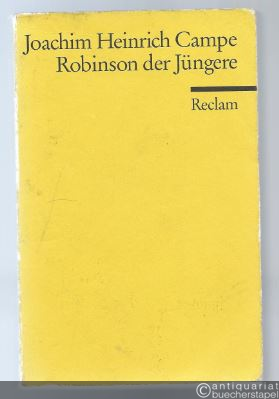 Joachim Heinrich Campe
Robinson der Jüngere
Reclam
antiquariat
buecherstapel